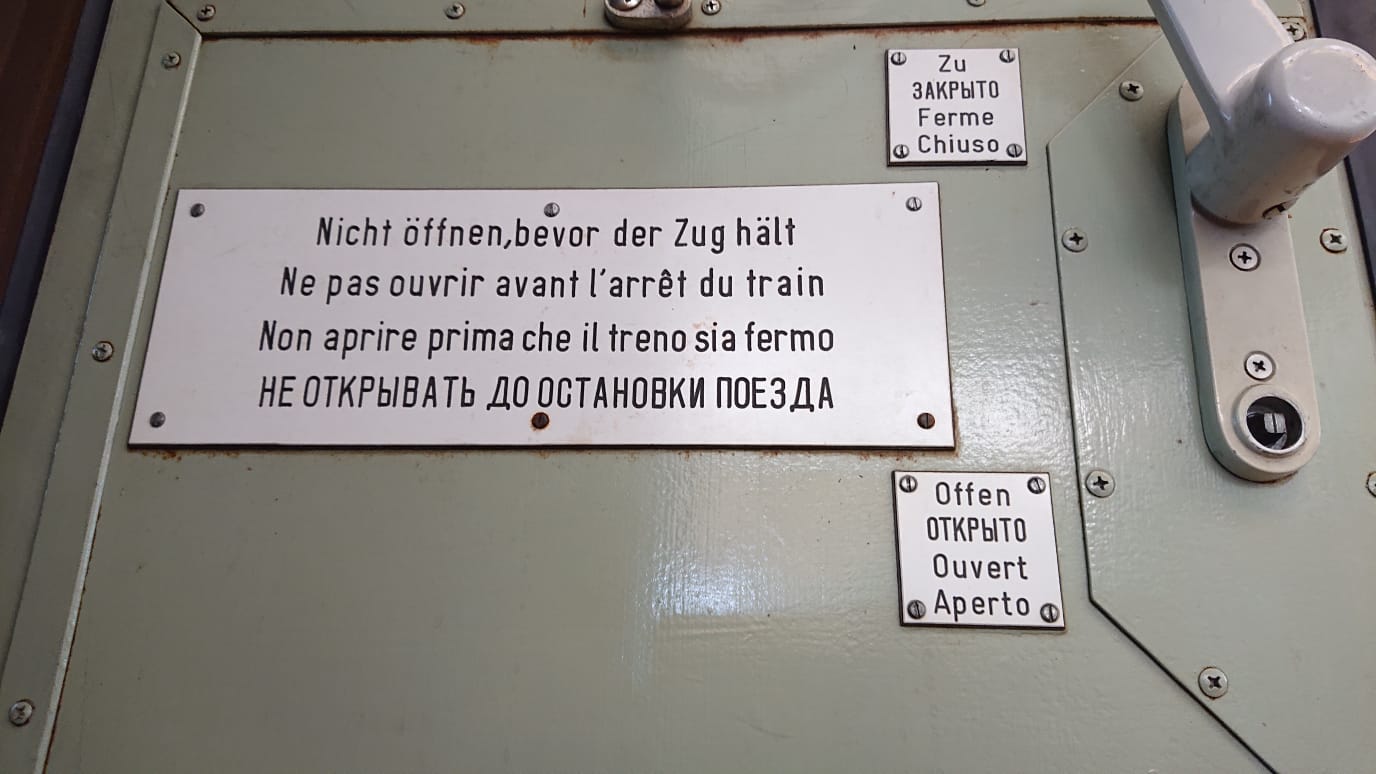 Zu
ЗАКРЫТО
Ferme
Chiuso
Nicht öffnen,bevor der Zug hält
Ne pas ouvrir avant l'arrêt du train
Non aprire prima che il treno sia fermo
НЕ ОТКРЫВАТЬ ДО ОСТАНОВКИ ПОЕЗДА
Offen
ОТКРЫТО
Ouvert
Aperto